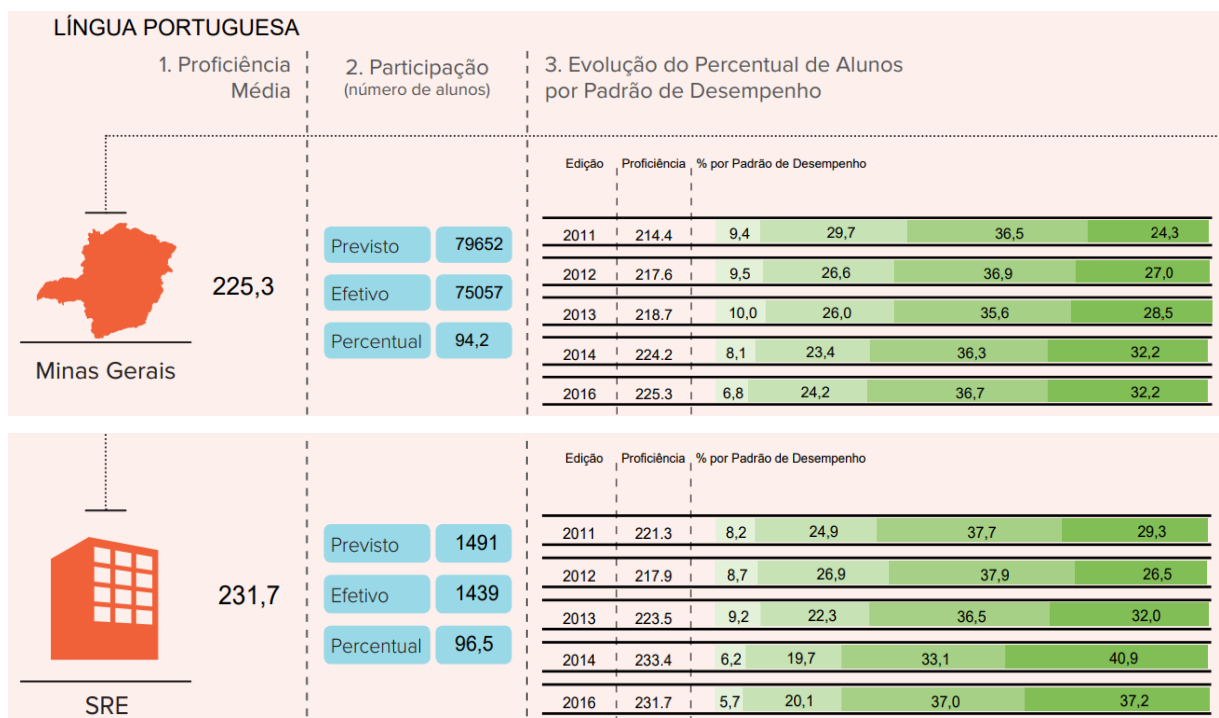 LÍNGUA PORTUGUESA
1. Proficiência
Média
2. Participação
(número de alunos)
3. Evolução do Percentual de Alunos
por Padrão de Desempenho
Edição Proficiência % por Padrão de Desempenho
Minas Gerais
225,3
Previsto 79652
Efetivo 75057
Percentual 94,2
2011 214.4 9,4 29,7 36,5 24,3
2012 217.6 9,5 26,6 36,9 27,0
2013 218.7 10,0 26,0 35,6 28,5
2014 224.2 8,1 23,4 36,3 32,2
2016 225.3 6,8 24,2 36,7 32,2
Edição Proficiência % por Padrão de Desempenho
SRE
231,7
Previsto 1491
Efetivo 1439
Percentual 96,5
2011 221.3 8,2 24,9 37,7 29,3
2012 217.9 8,7 26,9 37,9 26,5
2013 223.5 9,2 22,3 36,5 32,0
2014 233.4 6,2 19,7 33,1 40,9
2016 231.7 5,7 20,1 37,0 37,2